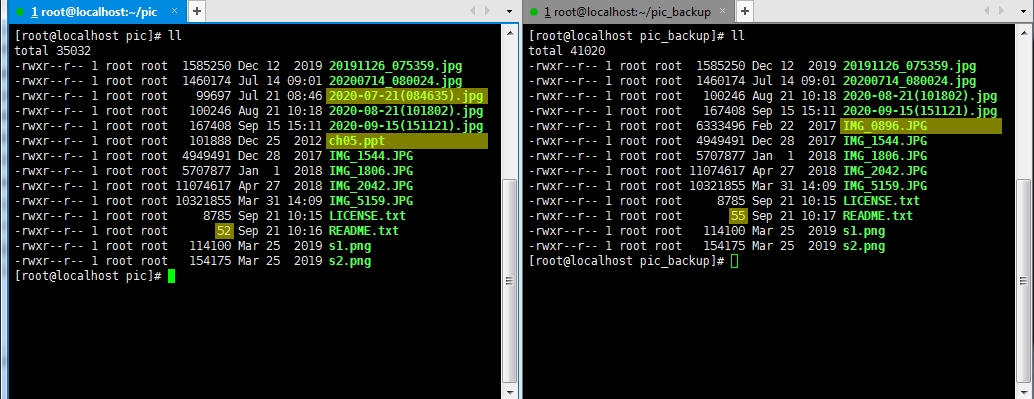 1 root@localhost:~/pic × +
[root@localhost pic]# ll
total 35032
-rwxr--r-- 1 root root 1585250 Dec 12 2019 20191126_075359.jpg
-rwxr--r-- 1 root root 1460174 Jul 14 09:01 20200714_080024.jpg
-rwxr--r-- 1 root root 99697 Jul 21 08:46 2020-07-21(084635).jpg
-rwxr--r-- 1 root root 100246 Aug 21 10:18 2020-08-21(101802).jpg
-rwxr--r-- 1 root root 167408 Sep 15 15:11 2020-09-15(151121).jpg
-rwxr--r-- 1 root root 101888 Dec 25 2012 ch05.ppt
-rwxr--r-- 1 root root 4949491 Dec 28 2017 IMG_1544.JPG
-rwxr--r-- 1 root root 5707877 Jan 1 2018 IMG_1806.JPG
-rwxr--r-- 1 root root 11074617 Apr 27 2018 IMG_2042.JPG
-rwxr--r-- 1 root root 10321855 Mar 31 14:09 IMG_5159.JPG
-rwxr--r-- 1 root root 8785 Sep 21 10:15 LICENSE.txt
-rwxr--r-- 1 root root 52 Sep 21 10:16 README.txt
-rwxr--r-- 1 root root 114100 Mar 25 2019 s1.png
-rwxr--r-- 1 root root 154175 Mar 25 2019 s2.png
[root@localhost pic]#
1 root@localhost:~/pic_backup × +
[root@localhost pic_backup]# ll
total 41020
-rwxr--r-- 1 root root 1585250 Dec 12 2019 20191126_075359.jpg
-rwxr--r-- 1 root root 1460174 Jul 14 09:01 20200714_080024.jpg
-rwxr--r-- 1 root root 100246 Aug 21 10:18 2020-08-21(101802).jpg
-rwxr--r-- 1 root root 167408 Sep 15 15:11 2020-09-15(151121).jpg
-rwxr--r-- 1 root root 6333496 Feb 22 2017 IMG_0896.JPG
-rwxr--r-- 1 root root 4949491 Dec 28 2017 IMG_1544.JPG
-rwxr--r-- 1 root root 5707877 Jan 1 2018 IMG_1806.JPG
-rwxr--r-- 1 root root 11074617 Apr 27 2018 IMG_2042.JPG
-rwxr--r-- 1 root root 10321855 Mar 31 14:09 IMG_5159.JPG
-rwxr--r-- 1 root root 8785 Sep 21 10:15 LICENSE.txt
-rwxr--r-- 1 root root 55 Sep 21 10:17 README.txt
-rwxr--r-- 1 root root 114100 Mar 25 2019 s1.png
-rwxr--r-- 1 root root 154175 Mar 25 2019 s2.png
[root@localhost pic_backup]#